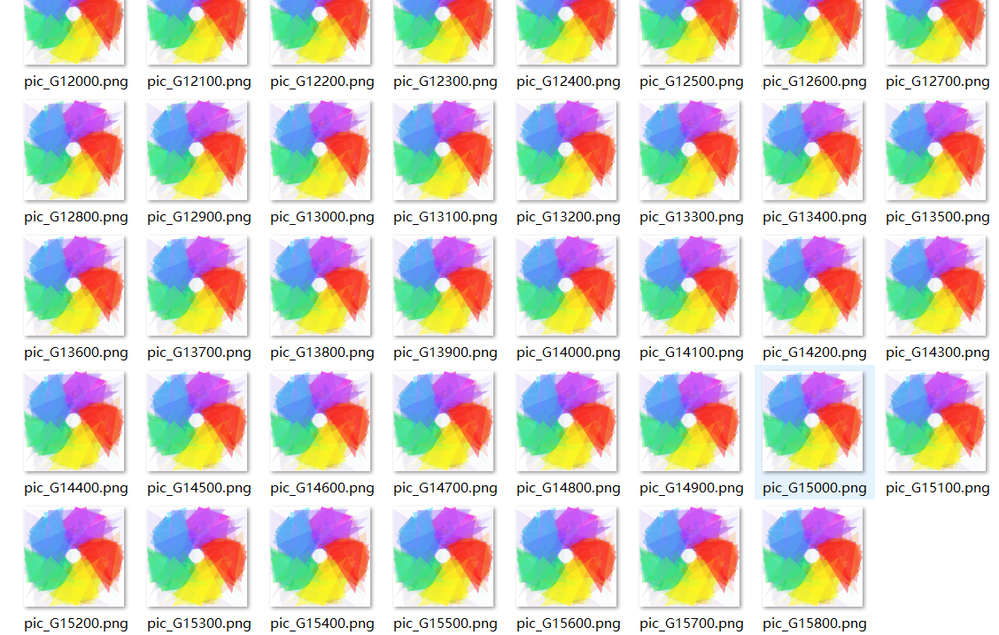 pic_G12000.png pic_G12100.png pic_G12200.png pic_G12300.png pic_G12400.png pic_G12500.png pic_G12600.png pic_G12700.png
pic_G12800.png pic_G12900.png pic_G13000.png pic_G13100.png pic_G13200.png pic_G13300.png pic_G13400.png pic_G13500.png
pic_G13600.png pic_G13700.png pic_G13800.png pic_G13900.png pic_G14000.png pic_G14100.png pic_G14200.png pic_G14300.png
pic_G14400.png pic_G14500.png pic_G14600.png pic_G14700.png pic_G14800.png pic_G14900.png pic_G15000.png pic_G15100.png
pic_G15200.png pic_G15300.png pic_G15400.png pic_G15500.png pic_G15600.png pic_G15700.png pic_G15800.png